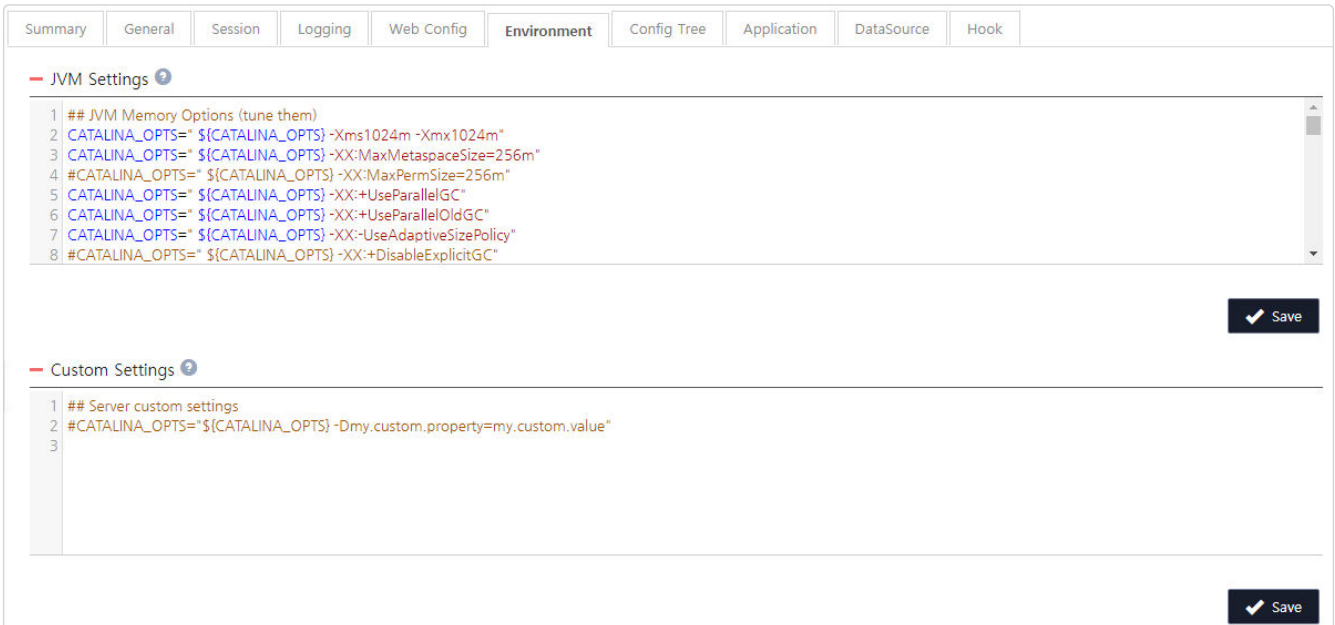 Summary General Session Logging Web Config Environment Config Tree Application DataSource Hook
JVM Settings ?
1 ## JVM Memory Options (tune them)
2 CATALINA_OPTS=" ${CATALINA_OPTS} -Xms1024m -Xmx1024m"
3 CATALINA_OPTS=" ${CATALINA_OPTS} -XX:MaxMetaspaceSize=256m"
4 #CATALINA_OPTS=" ${CATALINA_OPTS} -XX:MaxPermSize=256m"
5 CATALINA_OPTS=" ${CATALINA_OPTS} -XX:+UseParallelGC"
6 CATALINA_OPTS=" ${CATALINA_OPTS} -XX:+UseParallelOldGC"
7 CATALINA_OPTS=" ${CATALINA_OPTS} -XX:-UseAdaptiveSizePolicy"
8 #CATALINA_OPTS=" ${CATALINA_OPTS} -XX:+DisableExplicitGC"
Save
Custom Settings ?
1 ## Server custom settings
2 #CATALINA_OPTS="${CATALINA_OPTS} -Dmy.custom.property=my.custom.value"
3
Save